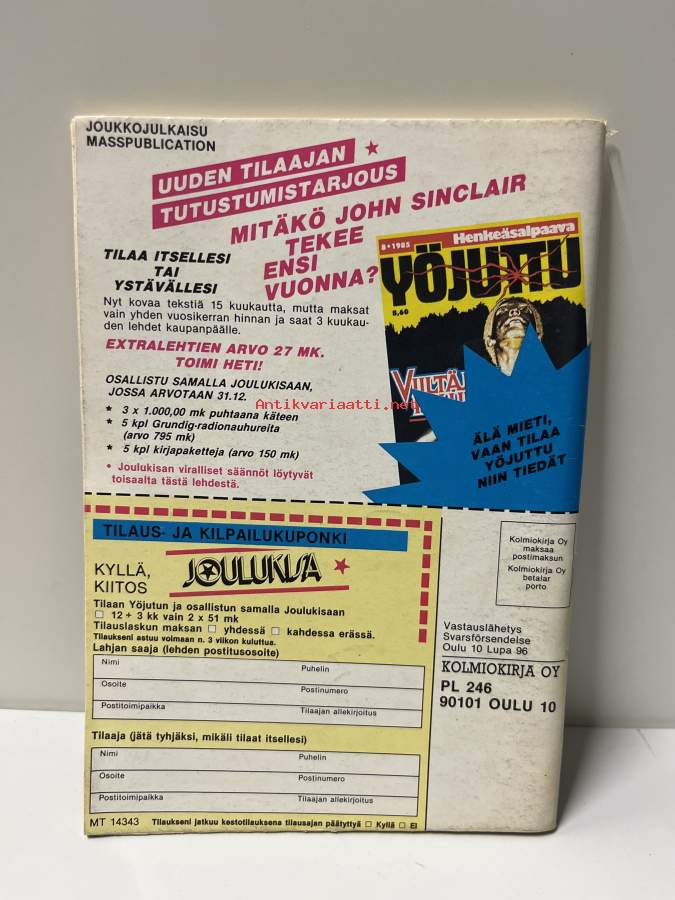 JOUKKOJULKAISU
MASSPUBLICATION
UUDEN TILAAJAN
TUTUSTUMISTARJOUS
MITÄKÖ JOHN SINCLAIR
TEKEE
ENSI
VUONNA?
TILAA ITSELLESI
TAI
YSTÄVÄLLESI
Nyt kovaa tekstiä 15 kuukautta, mutta maksat
vain yhden vuosikerran hinnan ja saat 3 kuukau-
den lehdet kaupanpäälle.
EXTRALEHTIEN ARVO 27 MK.
TOIMI HETI!
OSALLISTU SAMALLA JOULUKISAAN,
JOSSA ARVOTAAN 31.12.
* 3 x 1.000,00 mk puhtaana käteen
* 5 kpl Grundig-radionauhureita
(arvo 795 mk)
* 5 kpl kirjapaketteja (arvo 150 mk)
• Joulukisan viralliset säännöt löytyvät
toisaalta tästä lehdestä.
8 • 1985
Henkeäsalpaava
YÖJUTTU
8,60
ÄLÄ MIETI,
VAAN TILAA
YÖJUTTU
NIIN TIEDÄT
Antikvariaatti.net
TILAUS- JA KILPAILUKUPONKI
KYLLÄ,
KIITOS
JOULUKISA
Tilaan Yöjutun ja osallistun samalla Joulukisaan
☐ 12 + 3 kk vain 2 x 51 mk
Tilauslaskun maksan ☐ yhdessä ☐ kahdessa erässä.
Tilaukseni astuu voimaan n. 3 viikon kuluttua.
Lahjan saaja (lehden postitusosoite)
Nimi Puhelin
Osoite Postinumero
Postitoimipaikka Tilaajan allekirjoitus
Tilaaja (jätä tyhjäksi, mikäli tilaat itsellesi)
Nimi Puhelin
Osoite Postinumero
Postitoimipaikka Tilaajan allekirjoitus
MT 14343 Tilaukseni jatkuu kestotilauksena tilausajan päätyttyä ☐ Kyllä ☐ Ei
Kolmiokirja Oy
maksaa
postimaksun
Kolmiokirja Oy
betalar
porto
Vastauslähetys
Svarsförsendelse
Oulu 10 Lupa 96
KOLMIOKIRJA OY
PL 246
90101 OULU 10